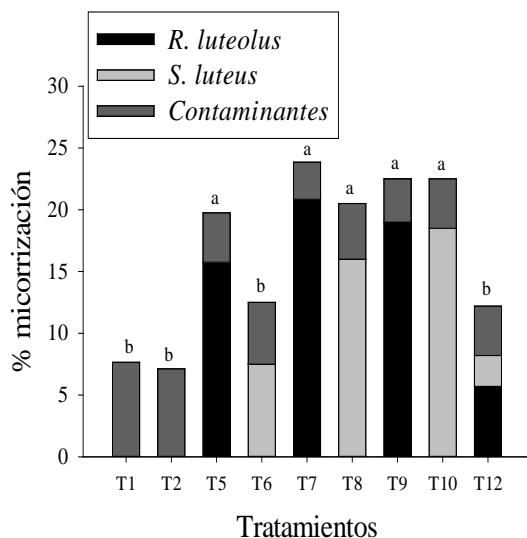 R. luteolus
S. luteus
Contaminantes
30
25
20
15
10
5
0
% micorrización
b
b
a
b
a
a
a
a
b
T1
T2
T5
T6
T7
T8
T9
T10
T12
Tratamientos